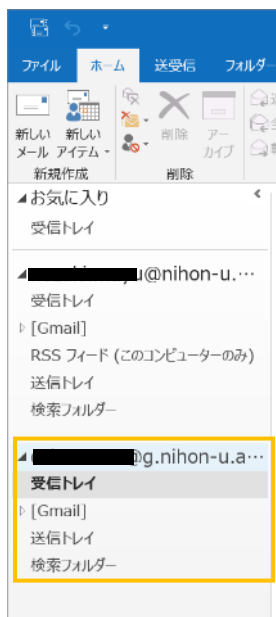 ファイル ホーム 送受信 フォルダー
新しい メール 新しい アイテム 削除 アー カイブ
新規作成 削除
お気に入り
受信トレイ
u@nihon-u.…
受信トレイ
[Gmail]
RSS フィード (このコンピューターのみ)
送信トレイ
検索フォルダー
@g.nihon-u.a…
受信トレイ
[Gmail]
送信トレイ
検索フォルダー